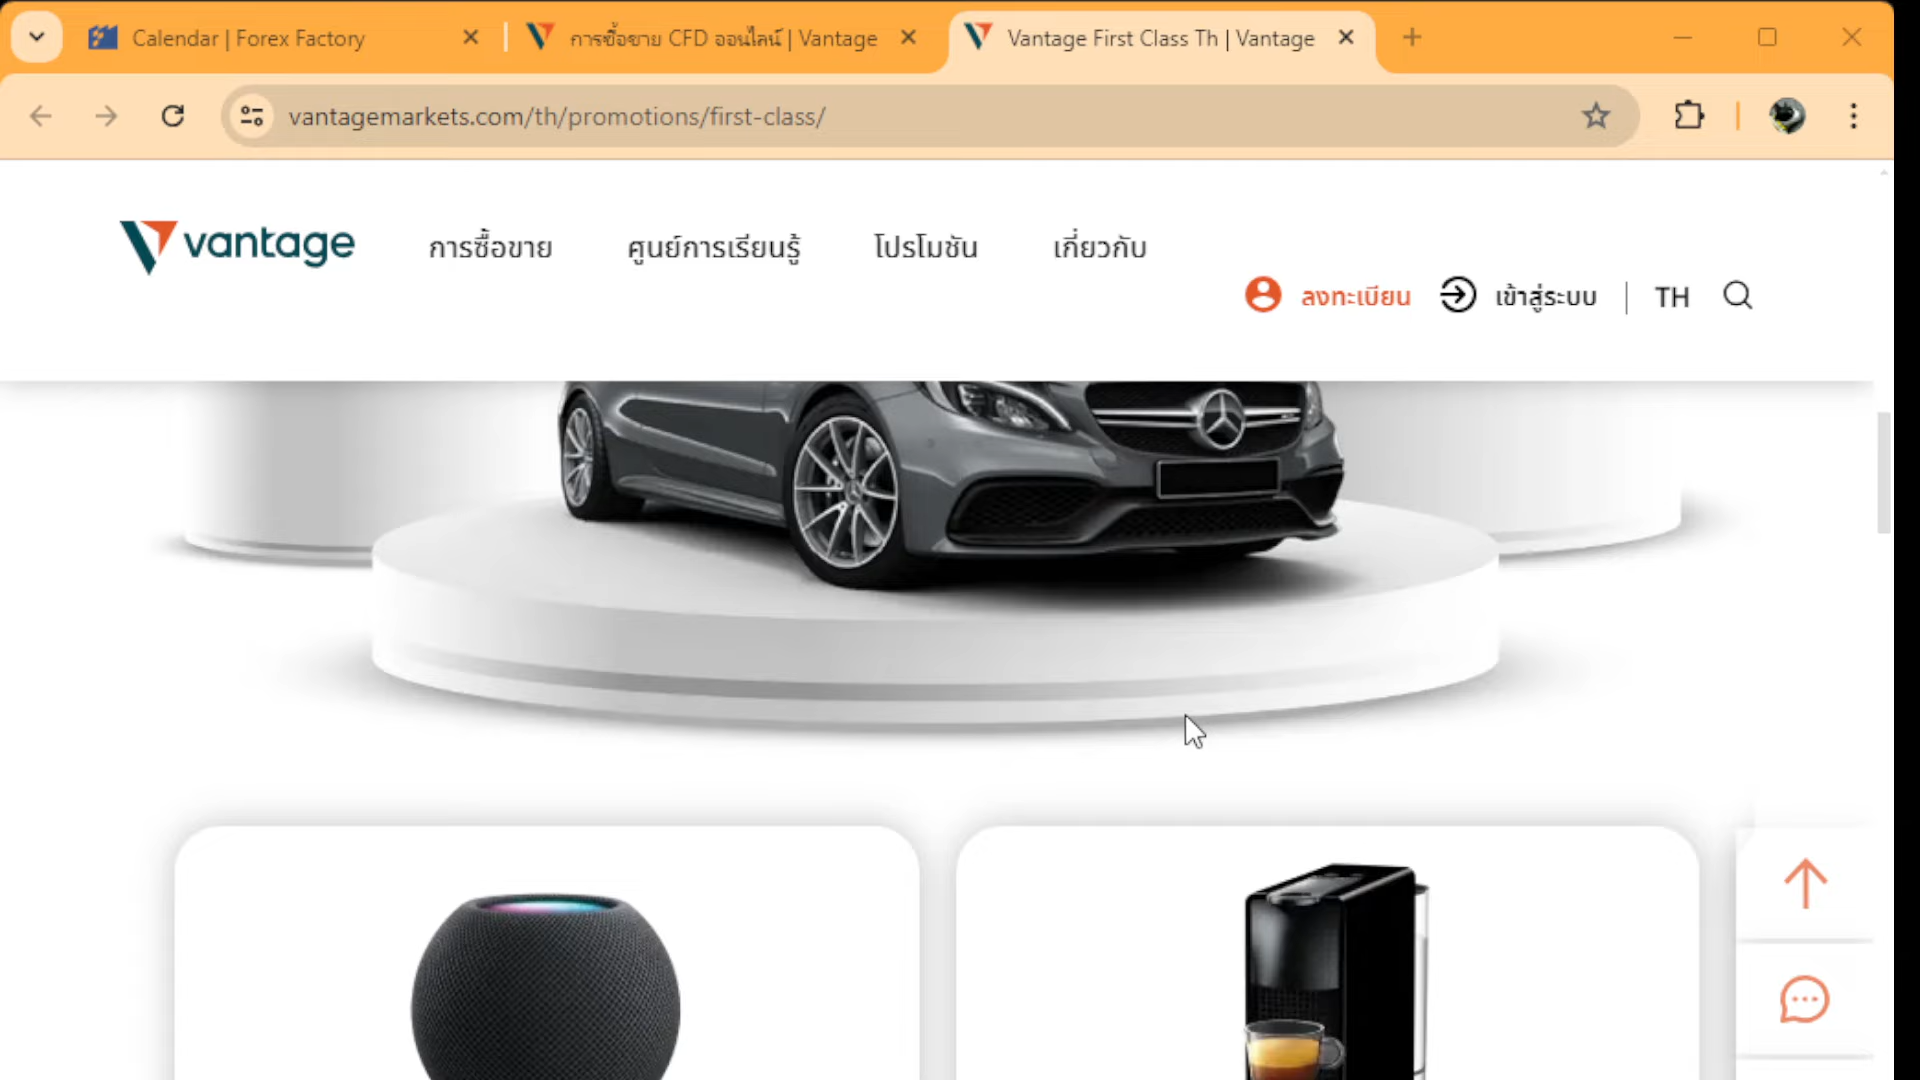 Calendar | Forex Factory
การซื้อขาย CFD ออนไลน์ | Vantage
Vantage First Class Th | Vantage
vantagemarkets.com/th/promotions/first-class/
vantage
การซื้อขาย
ศูนย์การเรียนรู้
โปรโมชัน
เกี่ยวกับ
ลงทะเบียน
เข้าสู่ระบบ
TH